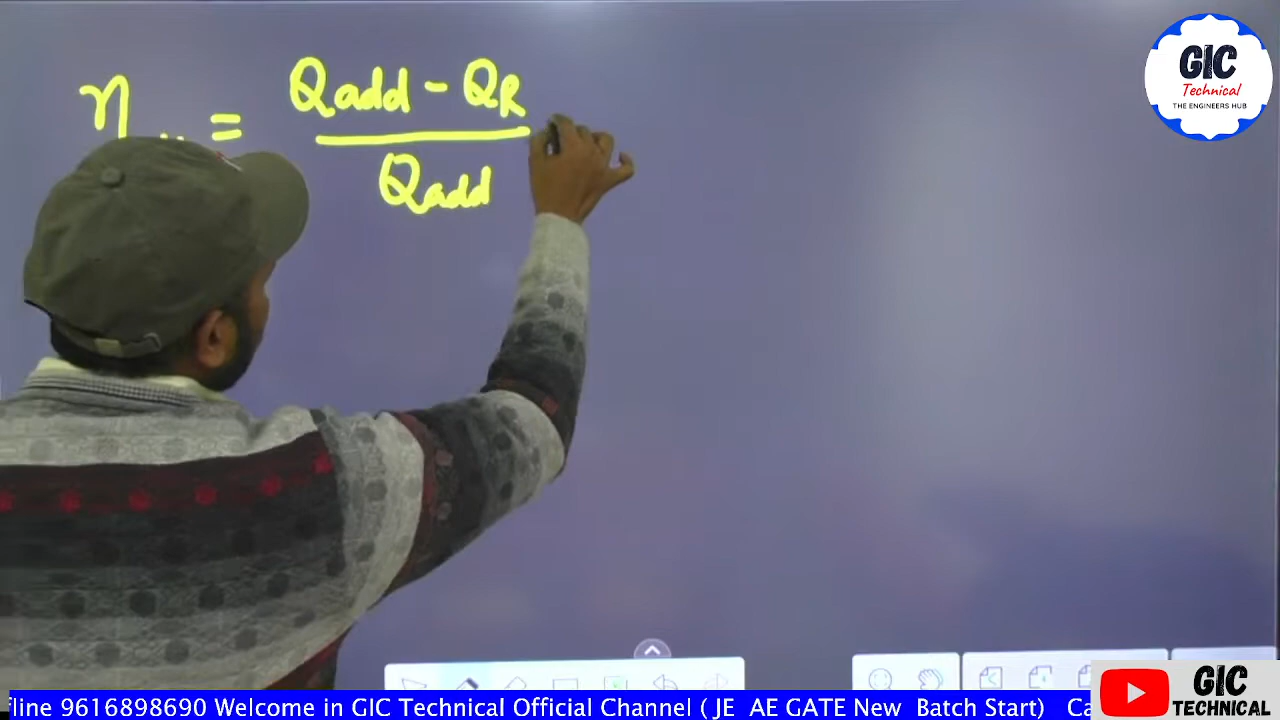 η = Qadd - QR
Qadd
GIC
Technical
THE ENGINEERS HUB
line 9616898690 Welcome in GIC Technical Official Channel ( JE AE GATE New Batch Start)
GIC
TECHNICAL